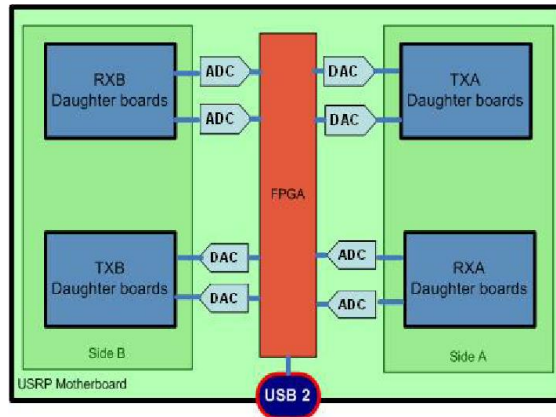 RXB
Daughter boards
ADC
ADC
FPGA
DAC
DAC
TXA
Daughter boards
TXB
Daughter boards
DAC
DAC
ADC
ADC
RXA
Daughter boards
Side B
Side A
USRP Motherboard
USB 2